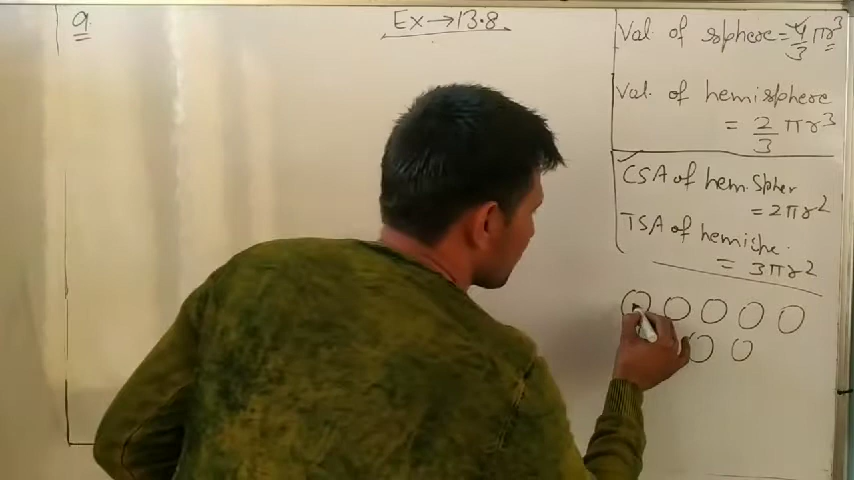 9
Ex→13.8
Vol. of sphere = 4/3 πr³
Vol. of hemisphere
= 2/3 πr³
CSA of hem.Spher
= 2πr²
TSA of hemisphe.
= 3πr²